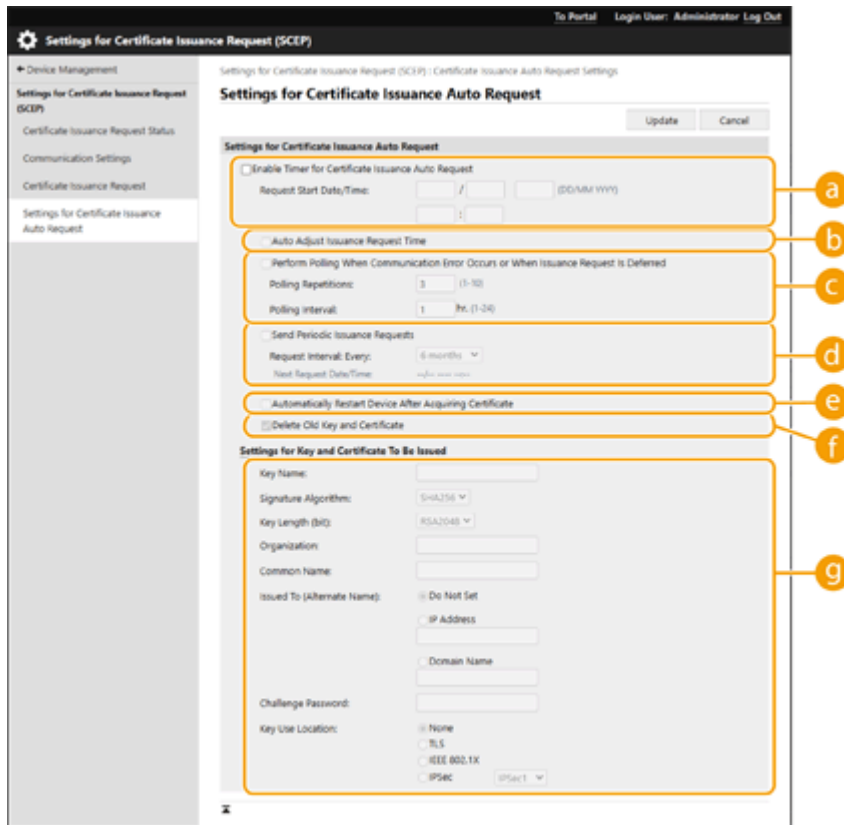 To Portal Login User: Administrator Log Out
Settings for Certificate Issuance Request (SCEP)
Device Management
Settings for Certificate Issuance Request (SCEP) : Certificate Issuance Auto Request Settings
Settings for Certificate Issuance Request
(SCEP)
Certificate Issuance Request Status
Communication Settings
Certificate Issuance Request
Settings for Certificate Issuance
Auto Request
Settings for Certificate Issuance Auto Request
Update Cancel
Settings for Certificate Issuance Auto Request
Enable Timer for Certificate Issuance Auto Request
Request Start Date/Time: / (DD/MM YYYY)
:
a
Auto Adjust Issuance Request Time
b
Perform Polling When Communication Error Occurs or When Issuance Request Is Deferred
Polling Repetitions: 3 (1-10)
Polling Interval: 1 hr. (1-24)
c
Send Periodic Issuance Requests
Request Interval: Every: 6 months
Next Request Date/Time:
d
Automatically Restart Device After Acquiring Certificate
e
Delete Old Key and Certificate
f
Settings for Key and Certificate To Be Issued
Key Name:
Signature Algorithm: SHA256
Key Length (bit): RSA2048
Organization:
Common Name:
Issued To (Alternate Name): Do Not Set
IP Address
Domain Name
Challenge Password:
Key Use Location: None
TLS
IEEE 802.1X
IPSec IPSec1
g